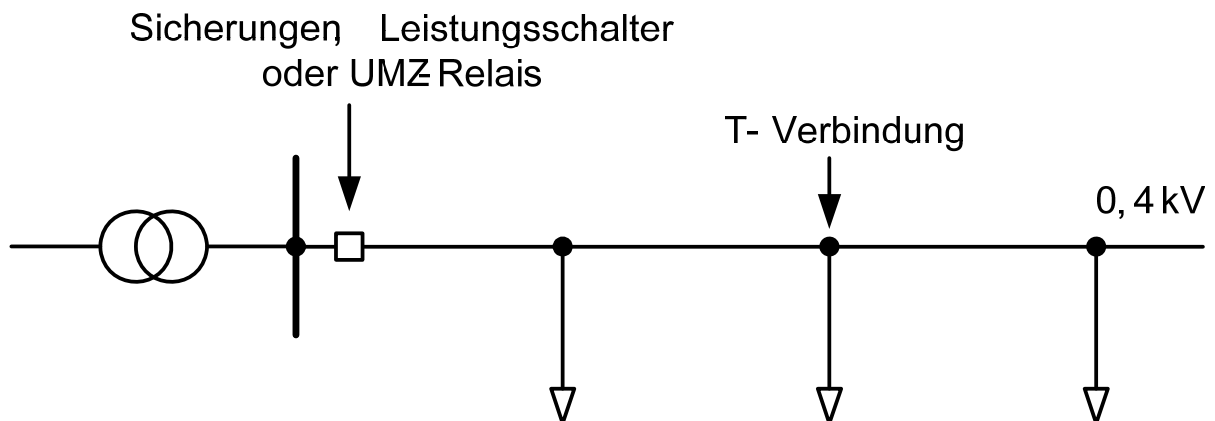 Sicherungen, Leistungsschalter
oder UMZ-Relais
T- Verbindung
0, 4 kV